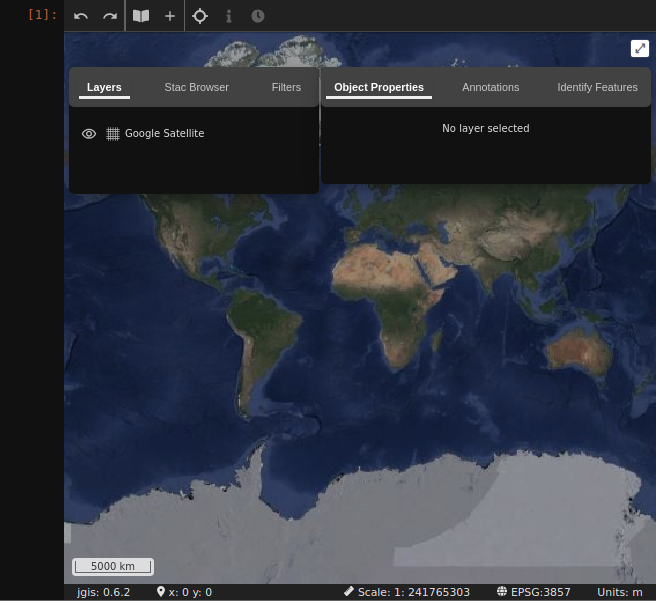 [1]:
Layers Stac Browser Filters Object Properties Annotations Identify Features
Google Satellite No layer selected
5000 km
jgis: 0.6.2 x: 0 y: 0 Scale: 1: 241765303 EPSG:3857 Units: m